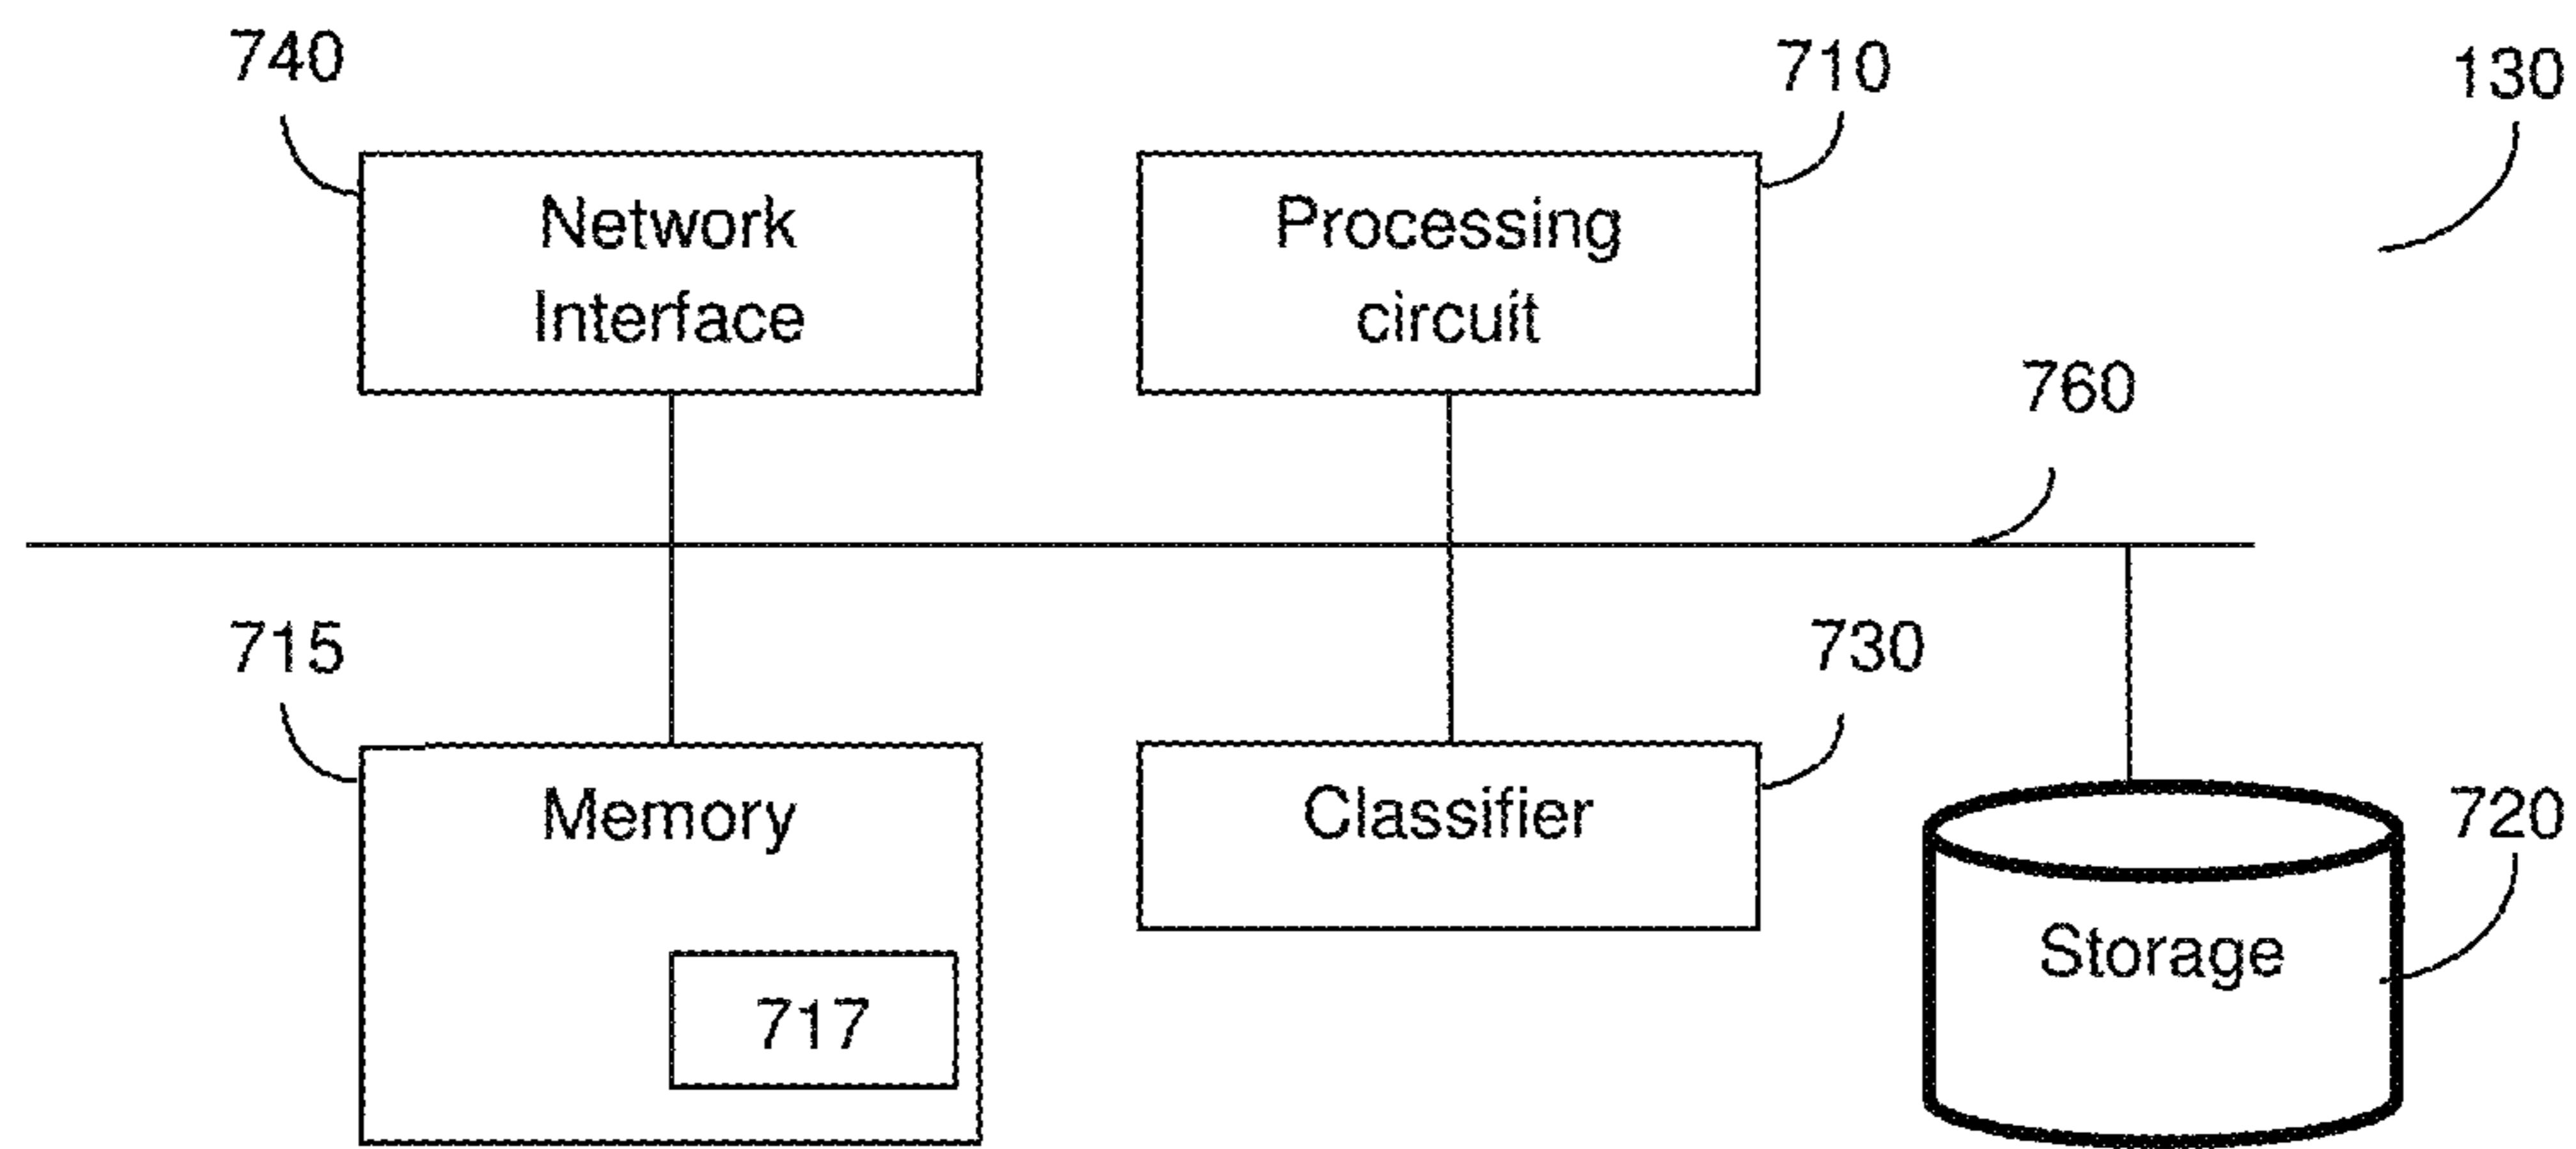 740
710
130
Network
Interface
Processing
circuit
760
715
730
Memory
Classifier
720
Storage
717